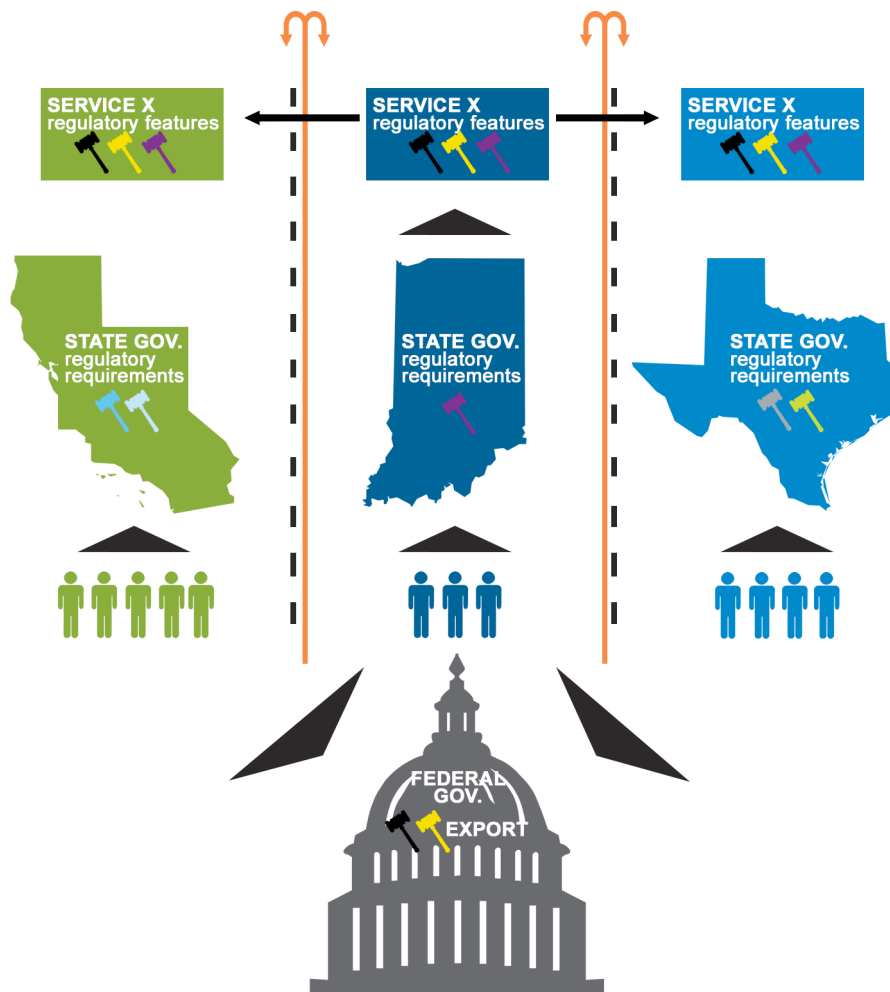 SERVICE X
regulatory features
SERVICE X
regulatory features
SERVICE X
regulatory features
STATE GOV.
regulatory
requirements
STATE GOV.
regulatory
requirements
STATE GOV.
regulatory
requirements
FEDERAL
GOV.
EXPORT